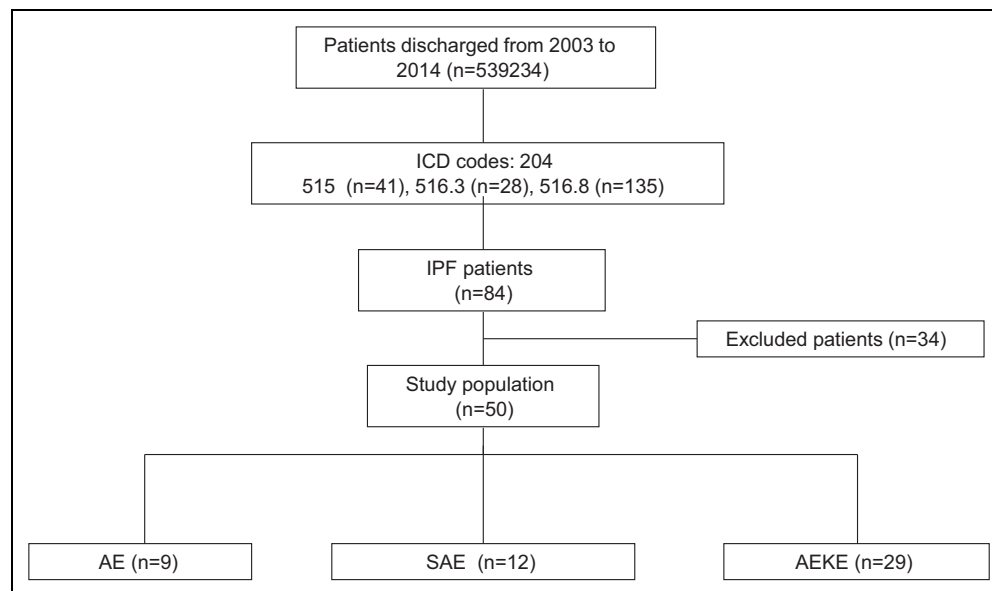 Patients discharged from 2003 to
2014 (n=539234)
ICD codes: 204
515 (n=41), 516.3 (n=28), 516.8 (n=135)
IPF patients
(n=84)
Excluded patients (n=34)
Study population
(n=50)
AE (n=9)
SAE (n=12)
AEKE (n=29)